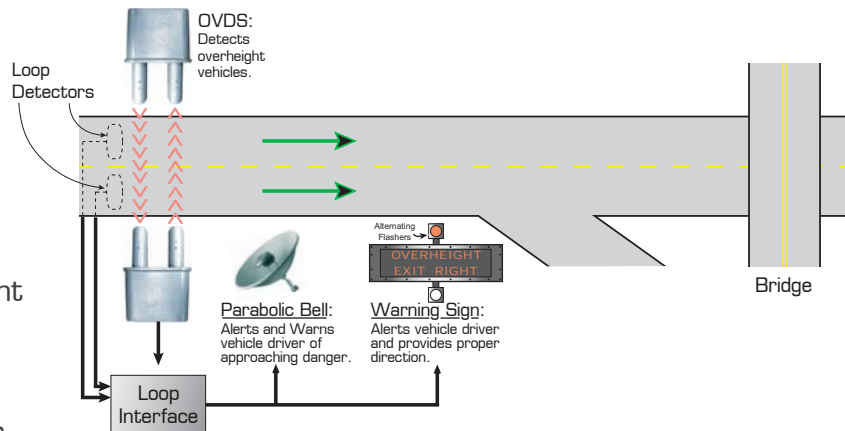 OVDS:
Detects
overheight
vehicles.
Loop
Detectors
Alternating
Flashers
OVERHEIGHT
EXIT RIGHT
Bridge
nt
Parabolic Bell:
Alerts and Warns
vehicle driver of
approaching danger.
Warning Sign:
Alerts vehicle driver
and provides proper
direction.
Loop
Interface